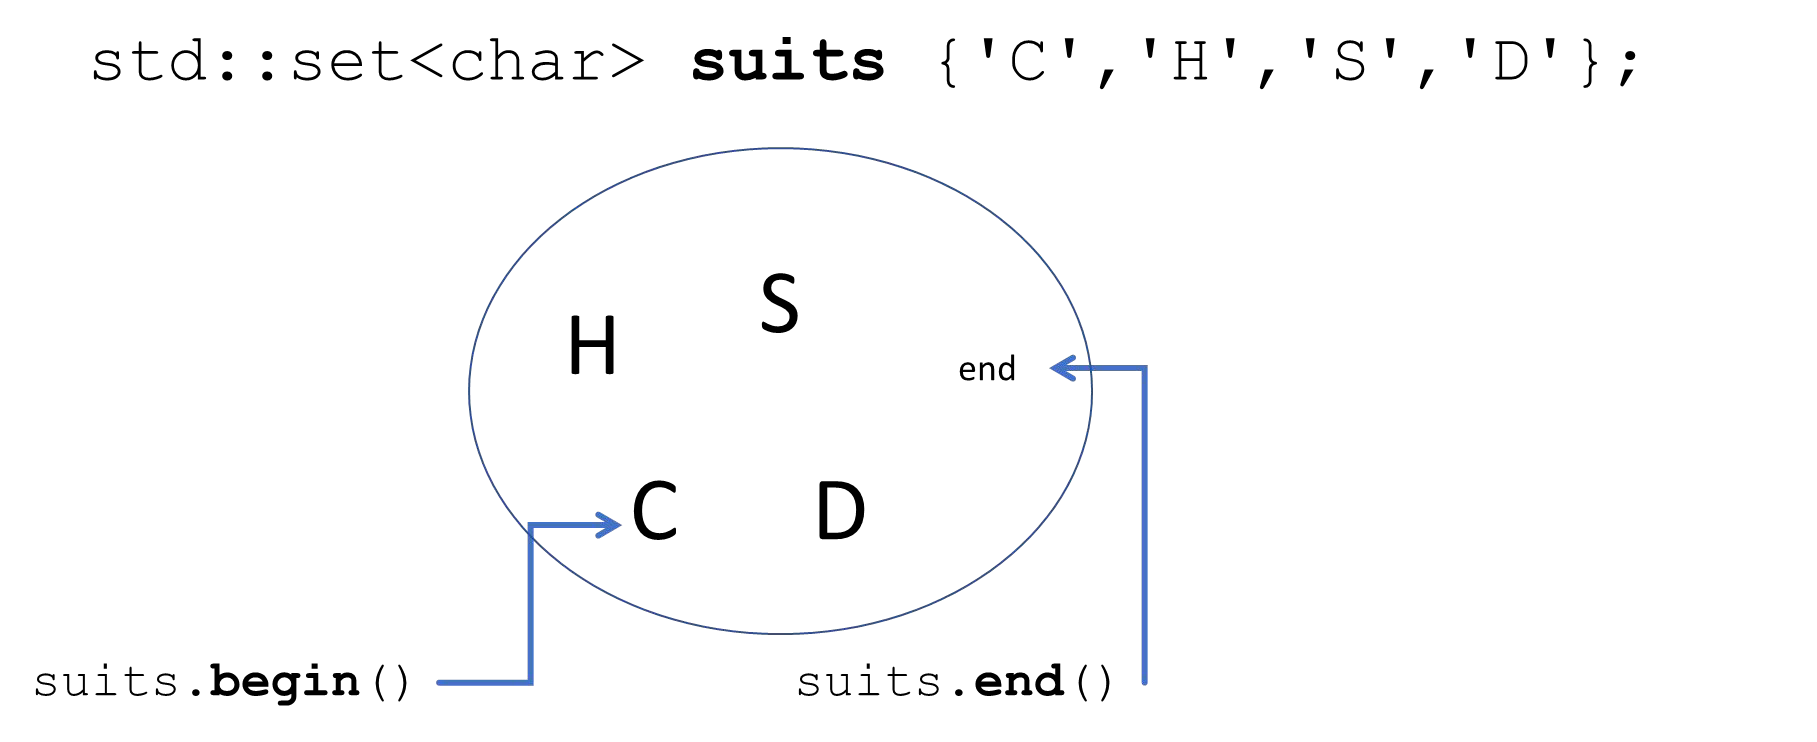 std::set<char> suits {'C','H','S','D'};
S
H
end
C D
suits.begin() suits.end()